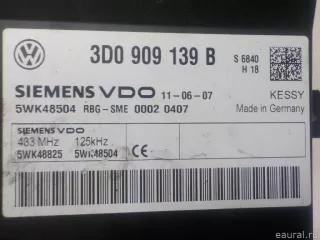 3D0 909 139 B
S 6840
H 18
SIEMENS VDO 11-06-07 KESSY
5WK48504 RBG-SME 0002 0407 Made in Germany
SIEMENS VDO
433 MHz 125kHz
5WK48825 5WK48504 CE
eaural.ru